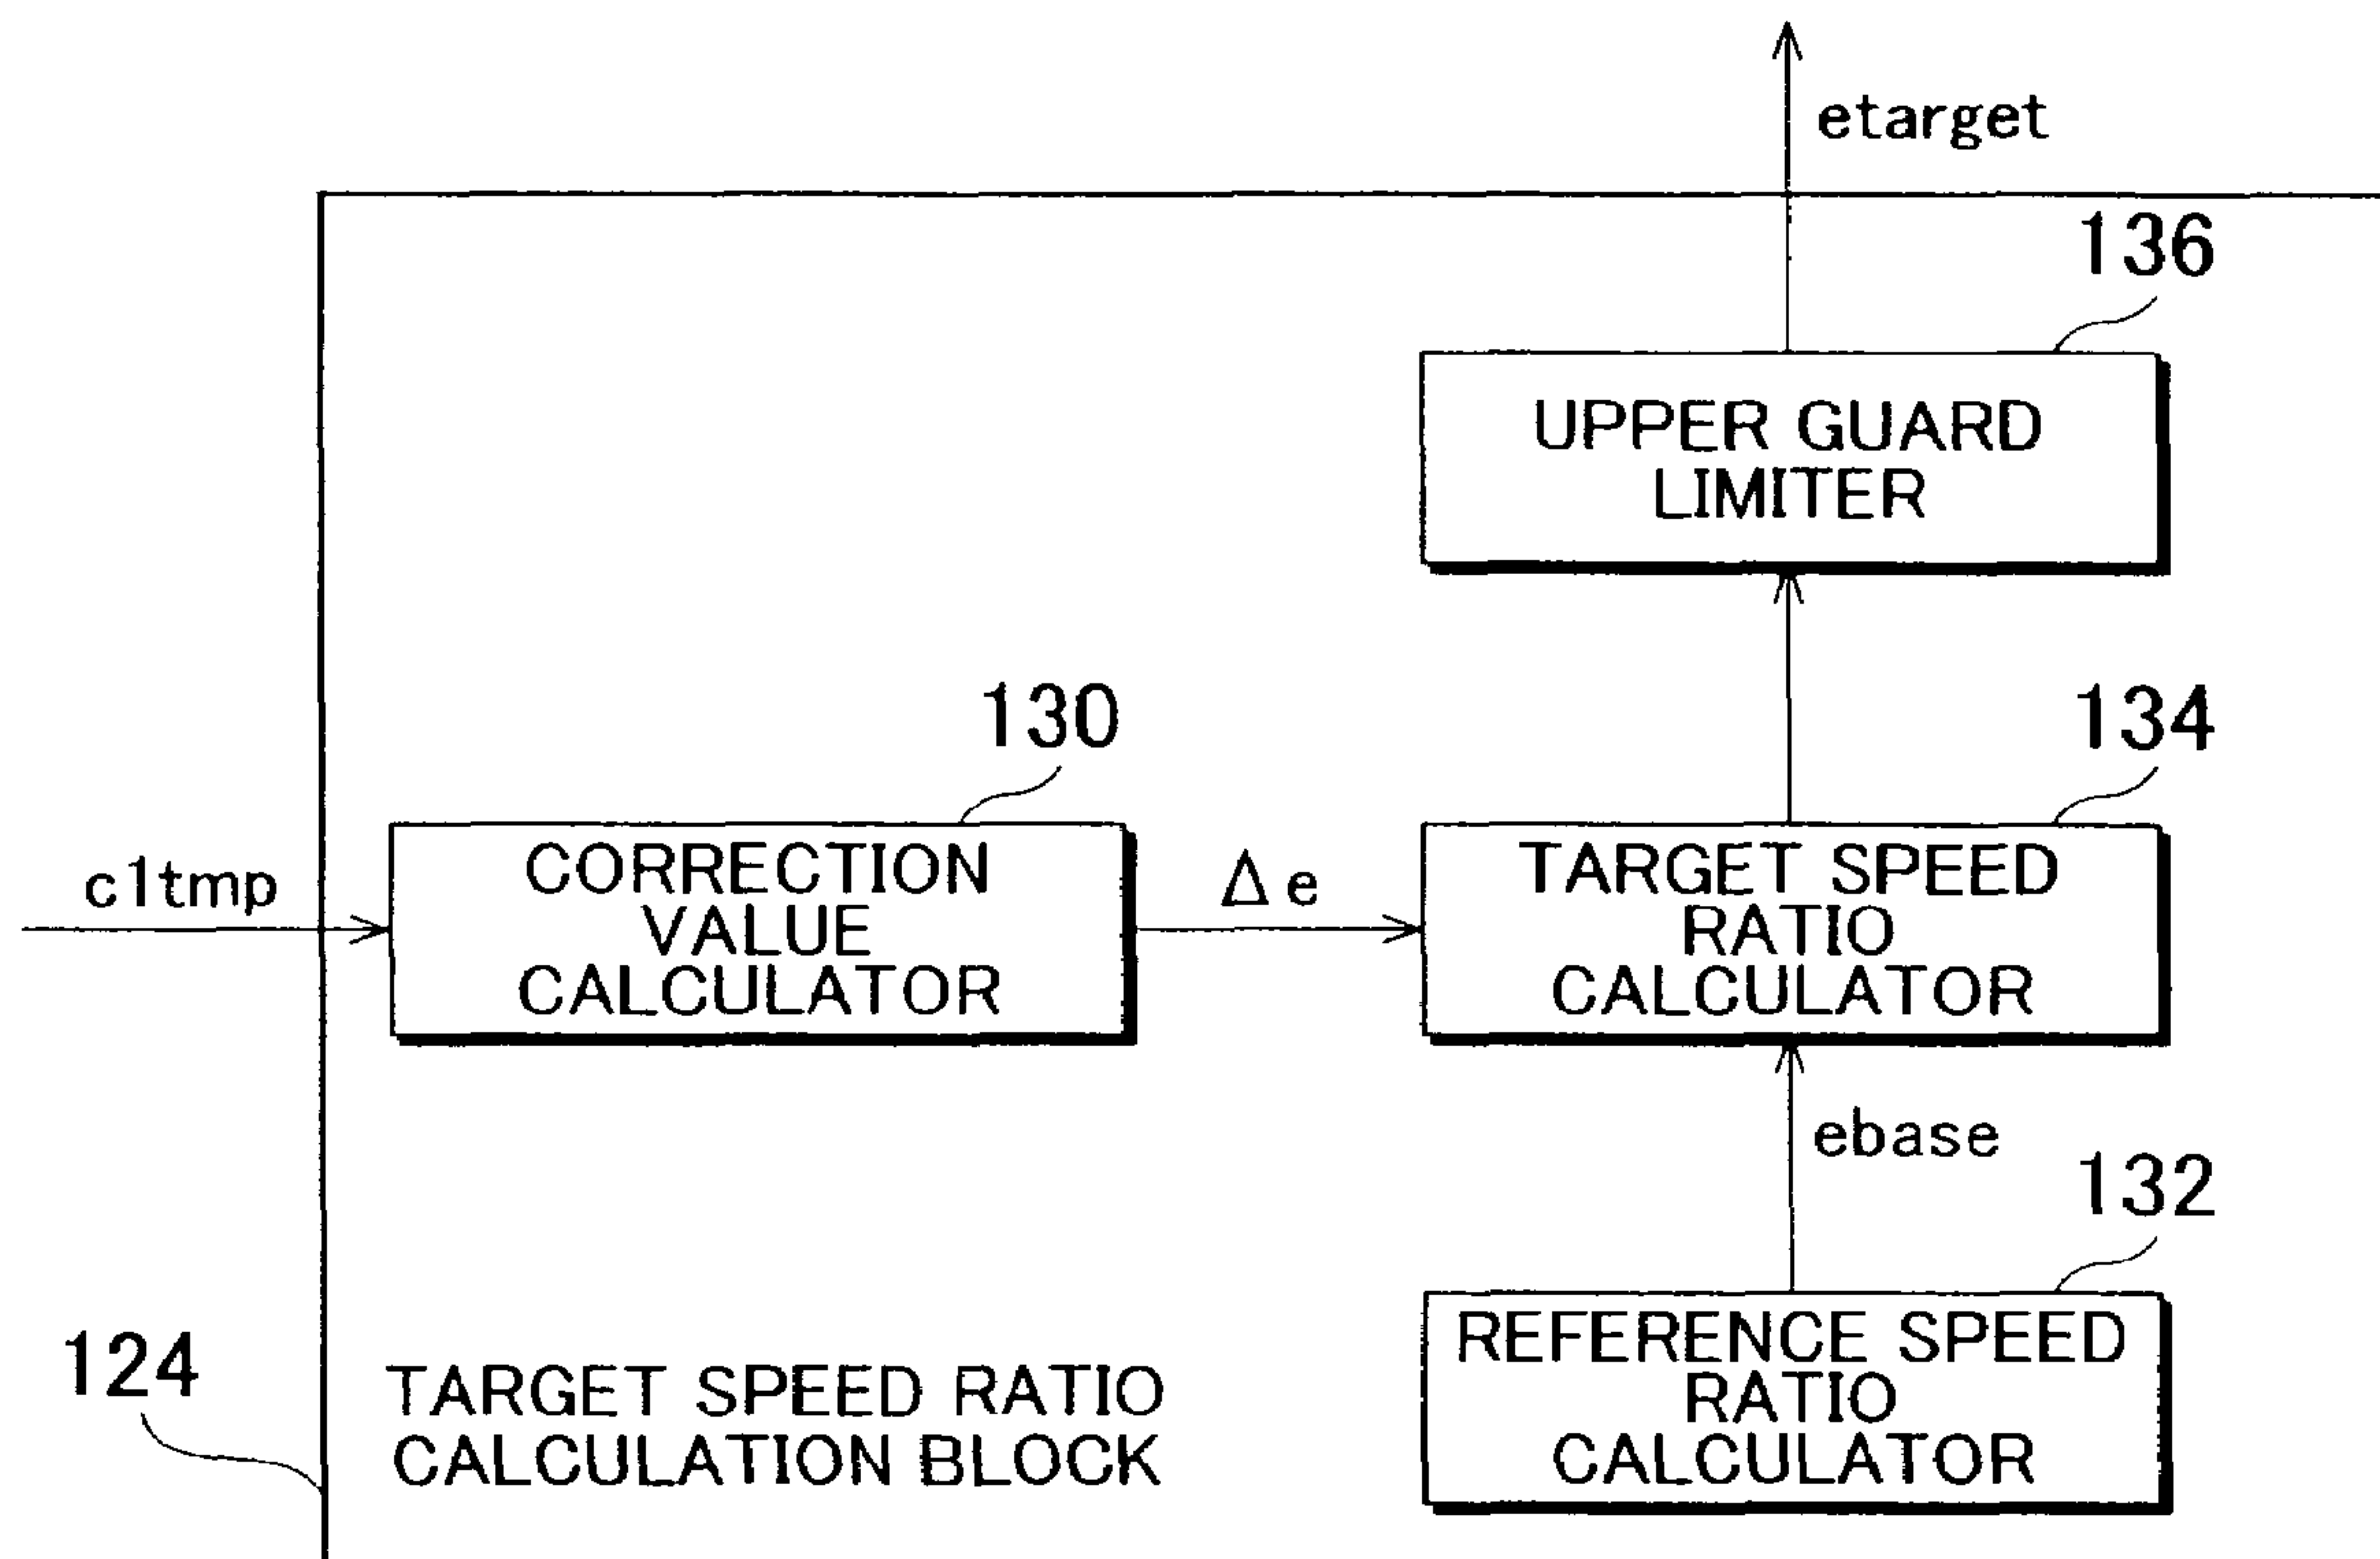 etarget
136
UPPER GUARD
LIMITER
130
134
c1tmp
CORRECTION
VALUE
CALCULATOR
Δe
TARGET SPEED
RATIO
CALCULATOR
ebase
132
124
TARGET SPEED RATIO
CALCULATION BLOCK
REFERENCE SPEED
RATIO
CALCULATOR